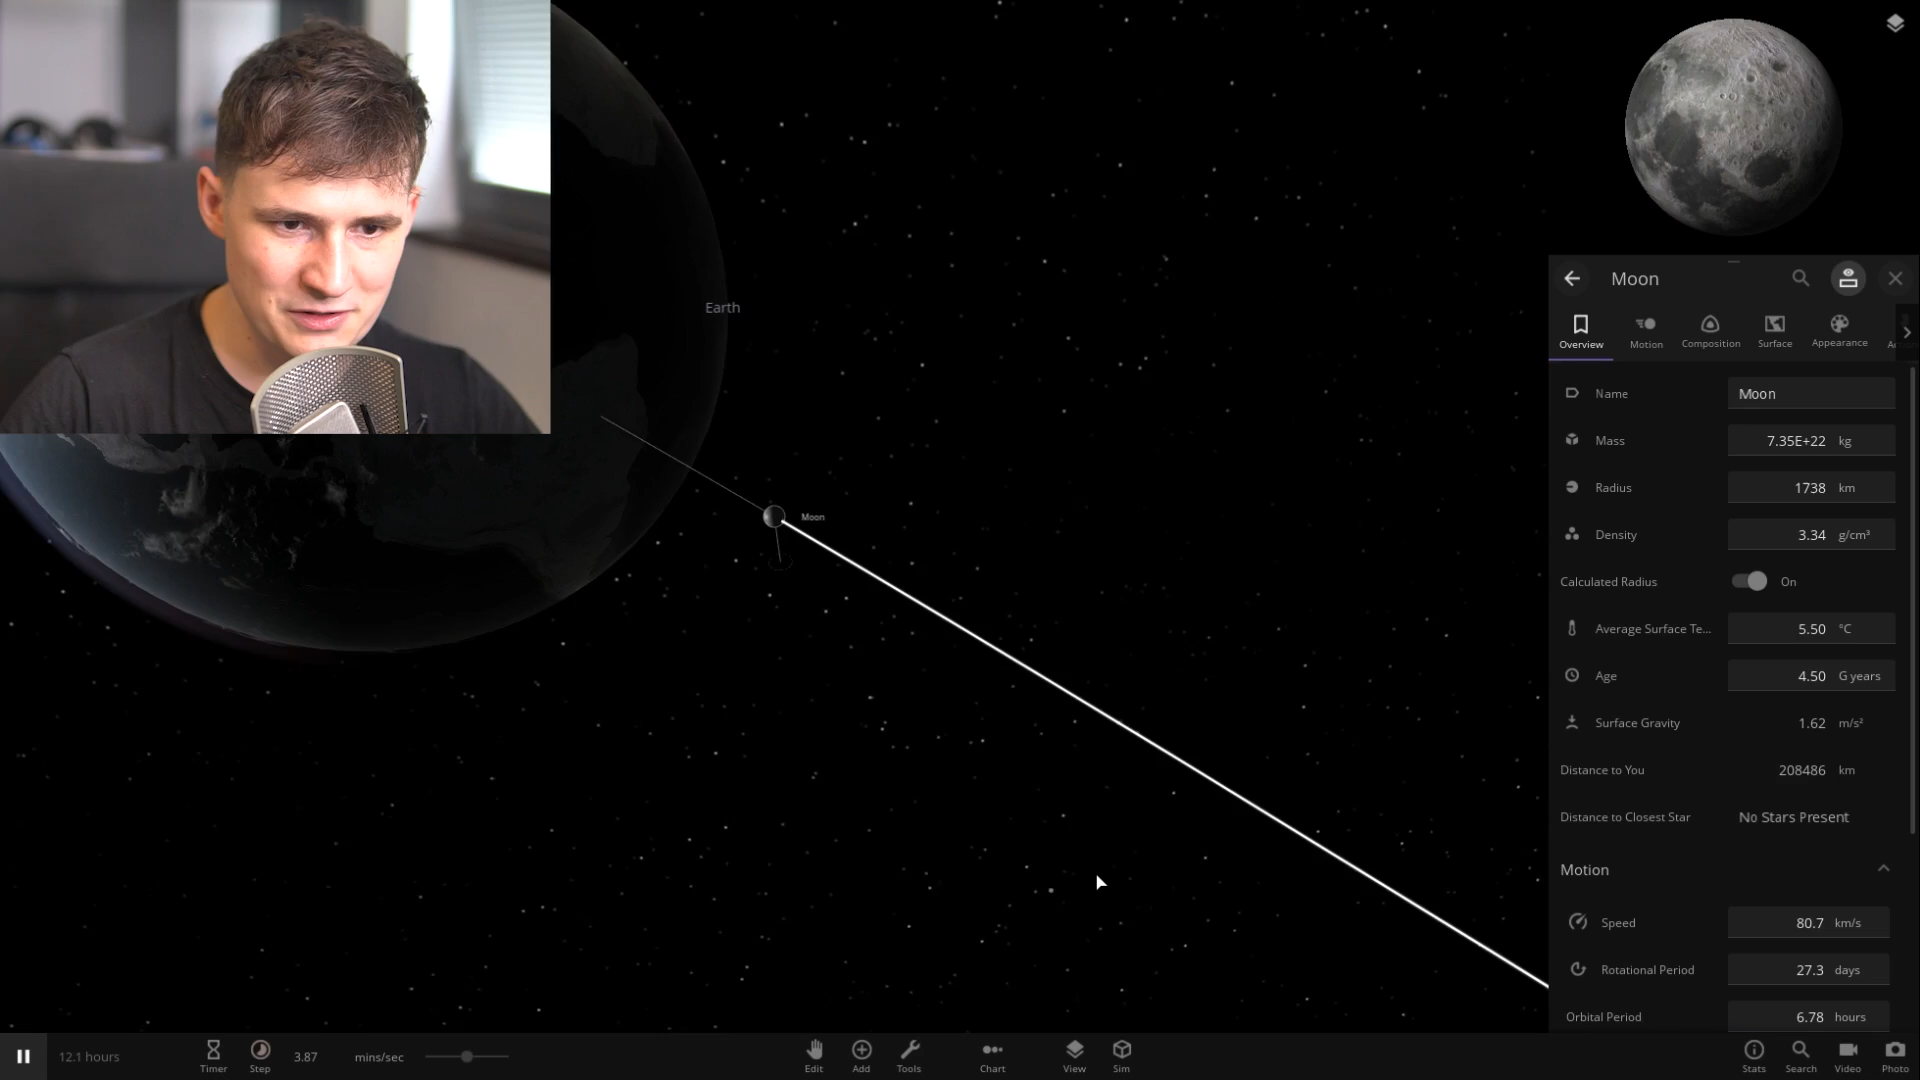 Earth
Moon
Moon
Overview
Motion
Composition
Surface
Appearance
Name Moon
Mass 7.35E+22 kg
Radius 1738 km
Density 3.34 g/cm³
Calculated Radius On
Average Surface Te... 5.50 °C
Age 4.50 G years
Surface Gravity 1.62 m/s²
Distance to You 208486 km
Distance to Closest Star No Stars Present
Motion
Speed 80.7 km/s
Rotational Period 27.3 days
Orbital Period 6.78 hours
12.1 hours
Timer
Step
3.87 mins/sec
Edit
Add
Tools
Chart
View
Sim
Stats
Search
Video
Photo